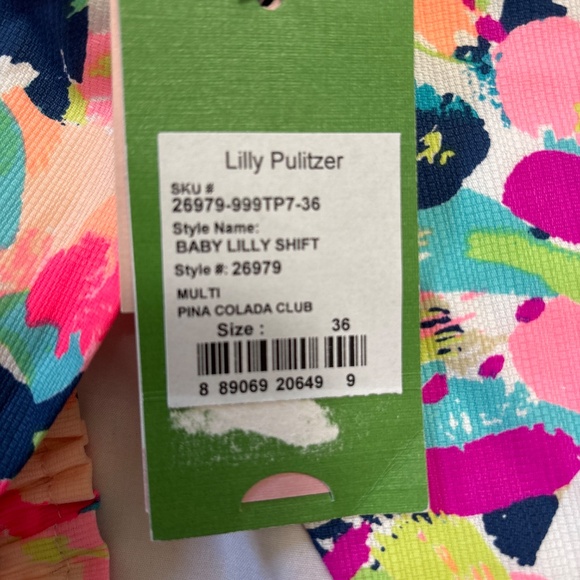 Lilly Pulitzer
SKU #
26979-999TP7-36
Style Name:
BABY LILLY SHIFT
Style #: 26979
MULTI
PINA COLADA CLUB
Size : 36
8 89069 20649 9